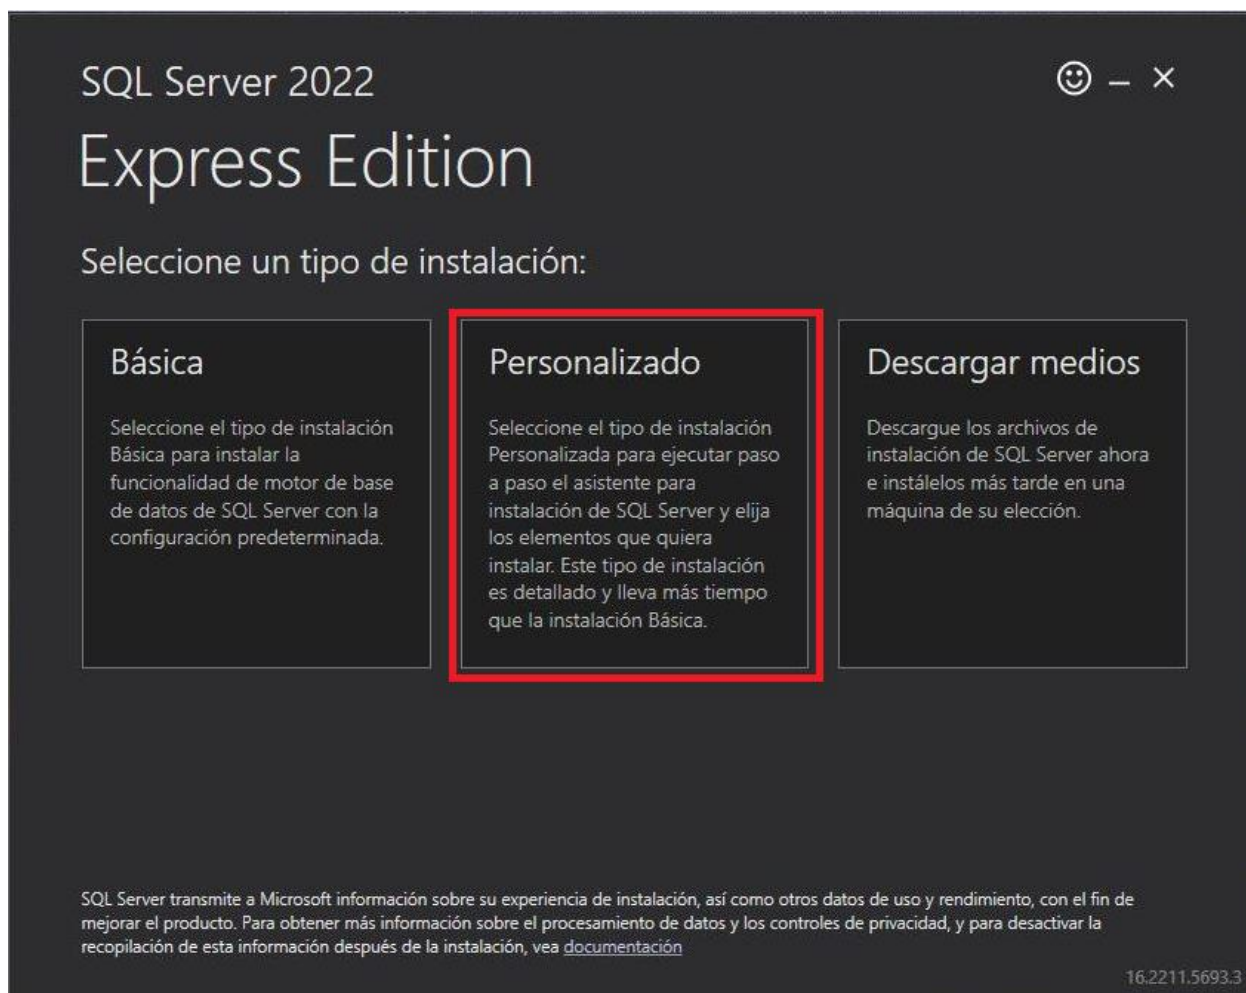 SQL Server 2022
Express Edition
Seleccione un tipo de instalación:
Básica
Seleccione el tipo de instalación
Básica para instalar la
funcionalidad de motor de base
de datos de SQL Server con la
configuración predeterminada.
Personalizado
Seleccione el tipo de instalación
Personalizada para ejecutar paso
a paso el asistente para
instalación de SQL Server y elija
los elementos que quiera
instalar. Este tipo de instalación
es detallado y lleva más tiempo
que la instalación Básica.
Descargar medios
Descargue los archivos de
instalación de SQL Server ahora
e instálelos más tarde en una
máquina de su elección.
SQL Server transmite a Microsoft información sobre su experiencia de instalación, así como otros datos de uso y rendimiento, con el fin de
mejorar el producto. Para obtener más información sobre el procesamiento de datos y los controles de privacidad, y para desactivar la
recopilación de esta información después de la instalación, vea documentación
16.2211.5693.3